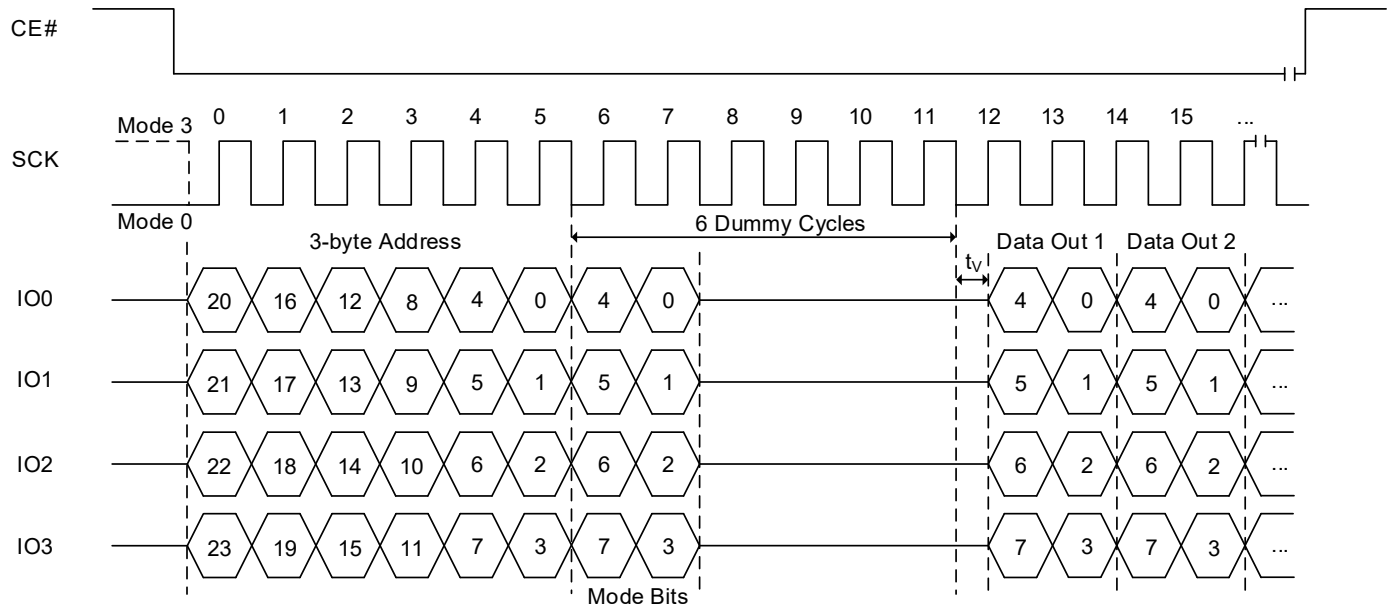 CE#
Mode 3
0 1 2 3 4 5 6 7 8 9 10 11 12 13 14 15 ...
SCK
Mode 0
6 Dummy Cycles
3-byte Address
Data Out 1 Data Out 2
tV
IO0 20 16 12 8 4 0 4 0 4 0 4 0 ...
IO1 21 17 13 9 5 1 5 1 5 1 5 1 ...
IO2 22 18 14 10 6 2 6 2 6 2 6 2 ...
IO3 23 19 15 11 7 3 7 3 7 3 7 3 ...
Mode Bits